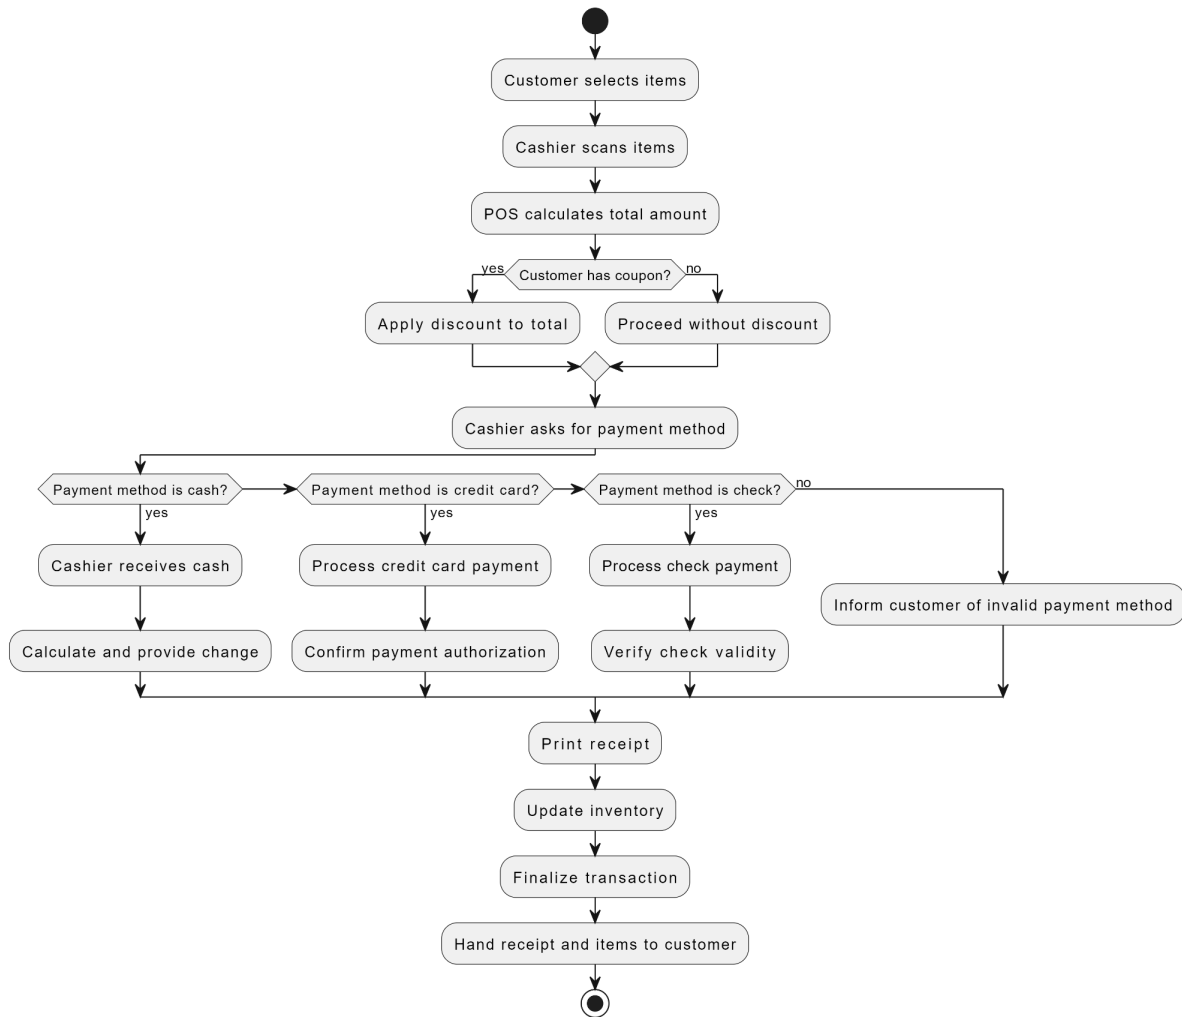 Customer selects items
Cashier scans items
POS calculates total amount
yes
Customer has coupon?
no
Apply discount to total
Proceed without discount
Cashier asks for payment method
Payment method is cash?
Payment method is credit card?
Payment method is check?
no
yes
yes
yes
Cashier receives cash
Process credit card payment
Process check payment
Inform customer of invalid payment method
Calculate and provide change
Confirm payment authorization
Verify check validity
Print receipt
Update inventory
Finalize transaction
Hand receipt and items to customer